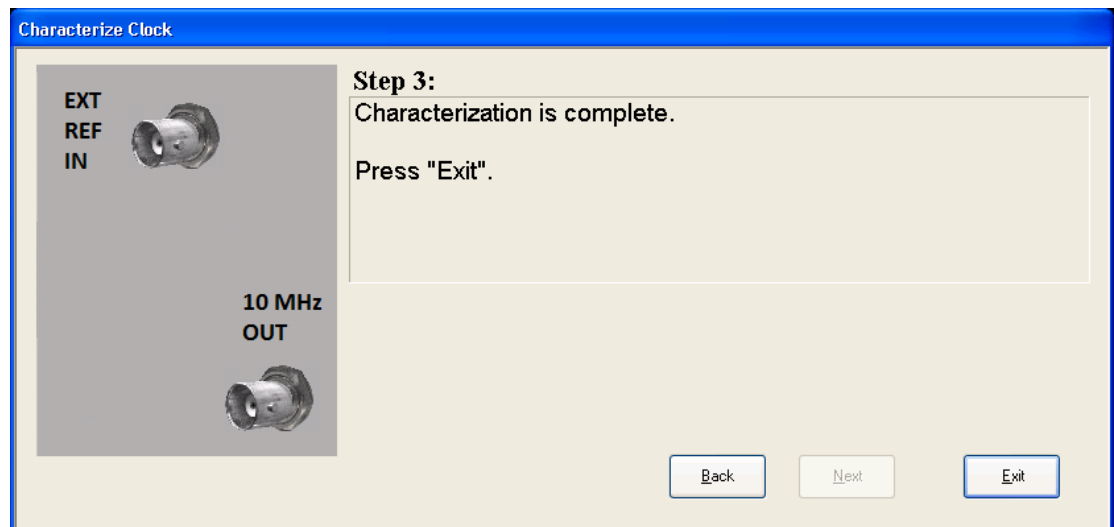 Characterize Clock
EXT
REF
IN
10 MHz
OUT
Step 3:
Characterization is complete.
Press "Exit".
Back
Next
Exit